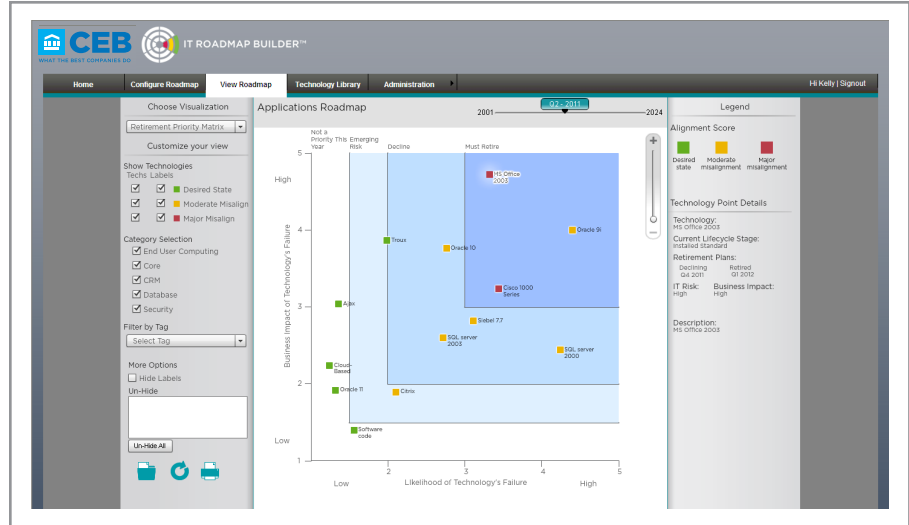 CEB
WHAT THE BEST COMPANIES DO
IT ROADMAP BUILDER™
Home
Configure Roadmap
View Roadmap
Technology Library
Administration
Hi Kelly | Signout
Choose Visualization
Retirement Priority Matrix
Customize your view
Show Technologies
Techs Labels
Desired State
Moderate Misalign
Major Misalign
Category Selection
End User Computing
Core
CRM
Database
Security
Filter by Tag
Select Tag
More Options
Hide Labels
Un-Hide
Un-Hide All
Applications Roadmap
2001
Q2 - 2011
2024
Not a
Priority This
Year
Emerging
Risk
Decline
Must Retire
Business Impact of Technology's Failure
High
Low
5
4
3
2
1
MS Office
2003
Oracle 9i
Troux
Oracle 10
Cisco 1000
Series
Ajax
Siebel 7.7
SQL server
2003
SQL server
2000
Cloud-
Based
Oracle 11
Citrix
Software
code
2
3
4
5
Low
Likelihood of Technology's Failure
High
Legend
Alignment Score
Desired
state
Moderate
misalignment
Major
misalignment
Technology Point Details
Technology:
MS Office 2003
Current Lifecycle Stage:
Installed Standard
Retirement Plans:
Declining
Q4 2011
Retired
Q1 2012
IT Risk:
High
Business Impact:
High
Description:
MS Office 2003